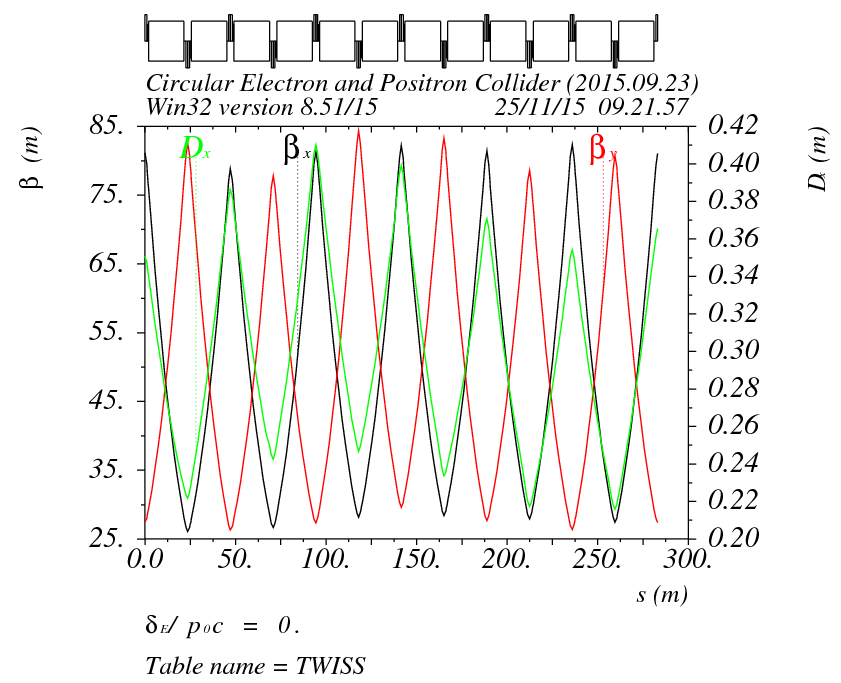 Circular Electron and Positron Collider (2015.09.23)
Win32 version 8.51/15 25/11/15 09.21.57
β (m)
85.
75.
65.
55.
45.
35.
25.
Dx
βx
βy
0.42
0.40
0.38
0.36
0.34
0.32
0.30
0.28
0.26
0.24
0.22
0.20
Dx (m)
0.0 50. 100. 150. 200. 250. 300.
s (m)
δE/ p0c = 0.
Table name = TWISS